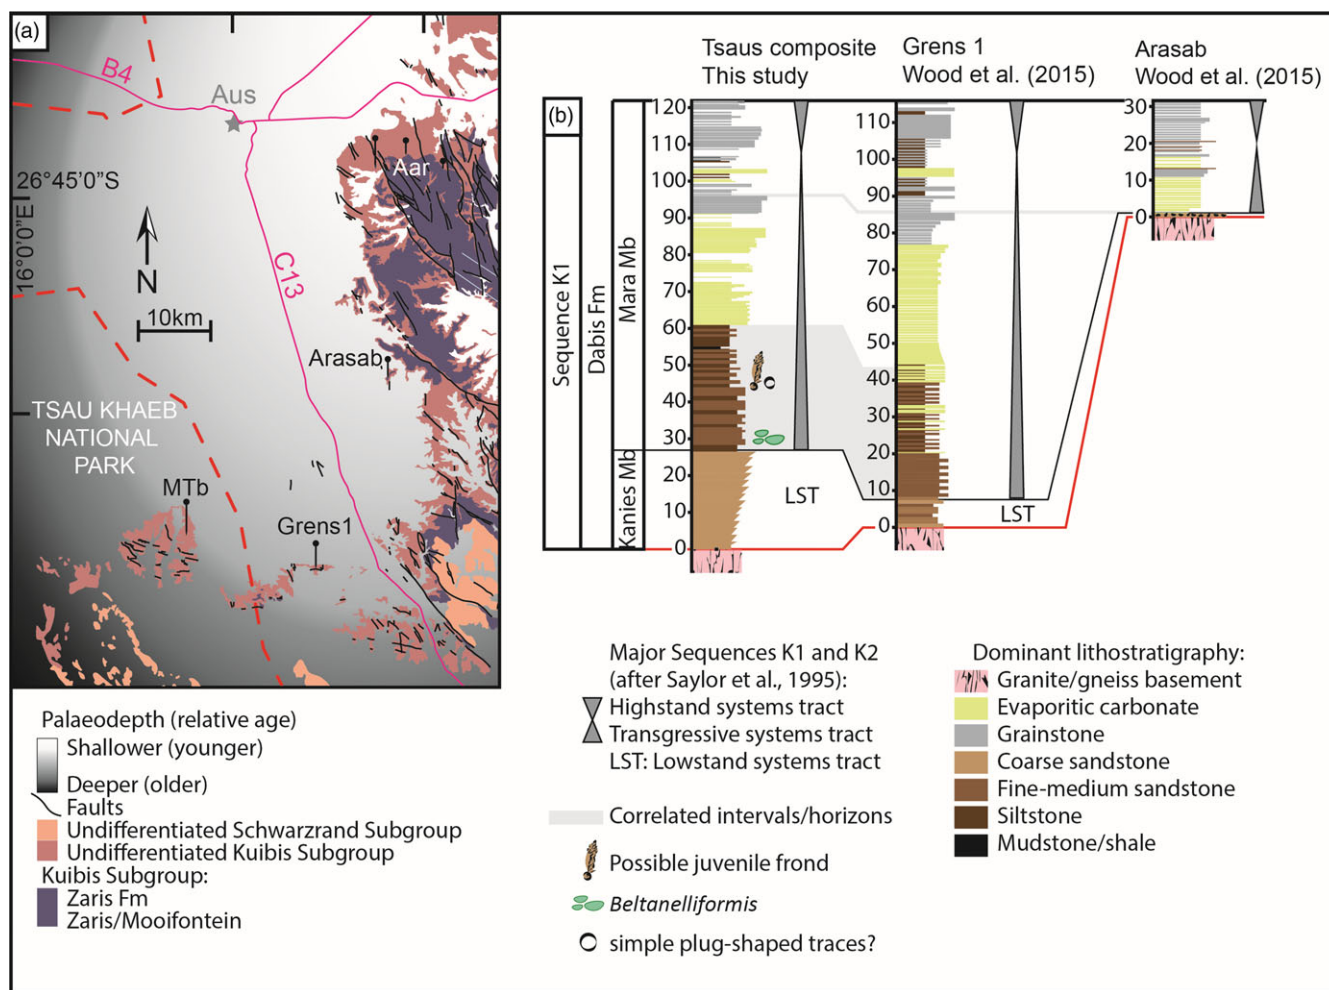 (a)
B4
Aus
Aar
26°45'0"S
16°0'0"E
N
10km
C13
Arasab
TSAU KHAEB
NATIONAL
PARK
MTb
Grens1
Palaeodepth (relative age)
Shallower (younger)
Deeper (older)
Faults
Undifferentiated Schwarzrand Subgroup
Undifferentiated Kuibis Subgroup
Kuibis Subgroup:
Zaris Fm
Zaris/Mooifontein
(b)
Tsaus composite
This study
Grens 1
Wood et al. (2015)
Arasab
Wood et al. (2015)
Sequence K1
Dabis Fm
Mara Mb
Kanies Mb
120
110
100
90
80
70
60
50
40
30
20
10
0
LST
110
100
90
80
70
60
50
40
30
20
10
0
LST
30
20
10
0
Major Sequences K1 and K2
(after Saylor et al., 1995):
Highstand systems tract
Transgressive systems tract
LST: Lowstand systems tract
Correlated intervals/horizons
Possible juvenile frond
Beltanelliformis
simple plug-shaped traces?
Dominant lithostratigraphy:
Granite/gneiss basement
Evaporitic carbonate
Grainstone
Coarse sandstone
Fine-medium sandstone
Siltstone
Mudstone/shale